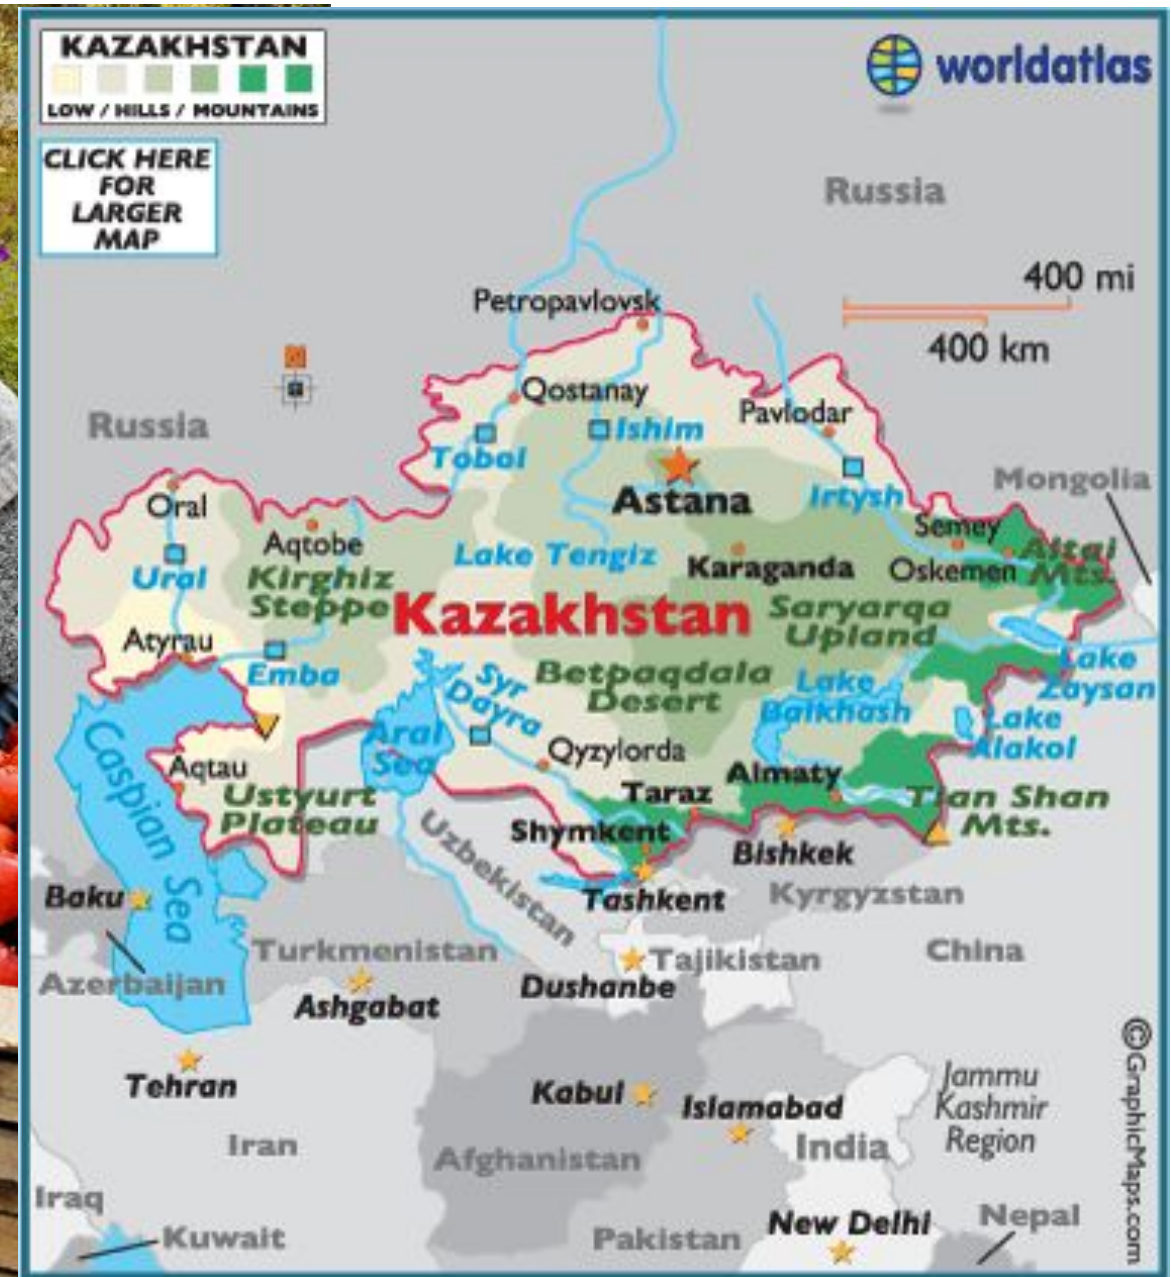 KAZAKHSTAN
LOW / HILLS / MOUNTAINS
worldatlas
CLICK HERE
FOR
LARGER
MAP
Russia
400 mi
400 km
Petropavlovsk
Qostanay
Pavlodar
Russia
Tobol
Ishim
Irtysh
Mongolia
Astana
Oral
Aqtobe
Semey
Altai
Mts.
Ural
Kirghiz
Steppe
Lake Tengiz
Karaganda
Oskemen
Kazakhstan
Saryarqa
Upland
Atyrau
Emba
Syr
Dayra
Betpaqdala
Desert
Lake
Balkhash
Lake
Zaysan
Lake
Alakol
Caspian Sea
Aral
Sea
Aqtau
Qyzylorda
Almaty
Ustyurt
Plateau
Taraz
Tian Shan
Mts.
Shymkent
Uzbekistan
Bishkek
Baku
Tashkent
Kyrgyzstan
Turkmenistan
Tajikistan
China
Azerbaijan
Ashgabat
Dushanbe
Tehran
Kabul
Islamabad
Jammu
Kashmir
Region
Iran
Afghanistan
India
Iraq
Kuwait
Pakistan
New Delhi
Nepal
©GraphicMaps.com